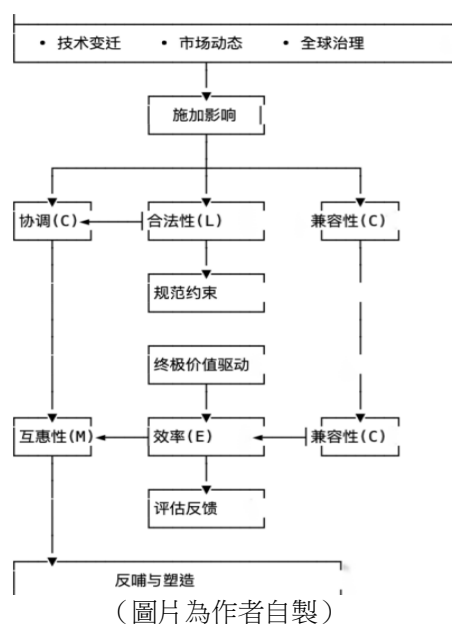 • 技术变迁 • 市场动态 • 全球治理
施加影响
协调(C) 合法性(L) 兼容性(C)
规范约束
终极价值驱动
互惠性(M) 效率(E) 兼容性(C)
评估反馈
反哺与塑造
(圖片為作者自製)